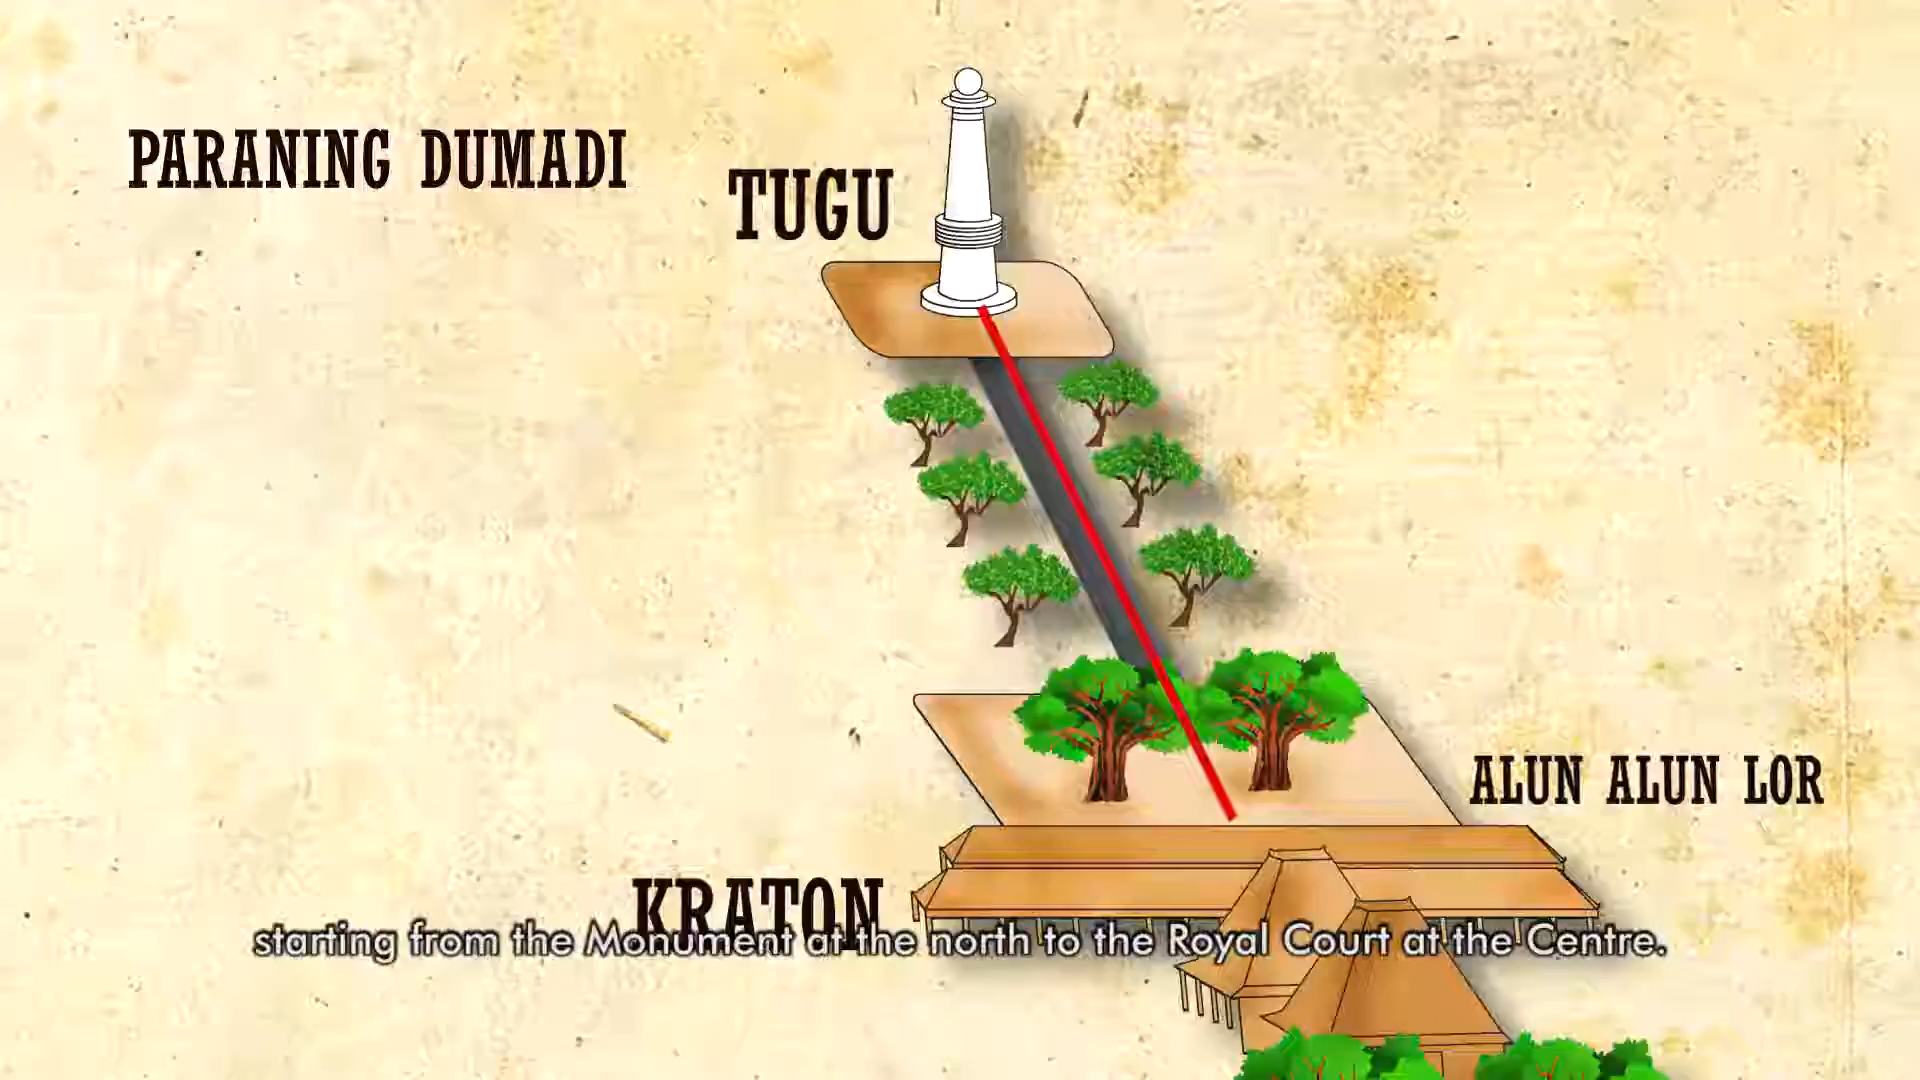 PARANING DUMADI
TUGU
ALUN ALUN LOR
KRATON
starting from the Monument at the north to the Royal Court at the Centre.